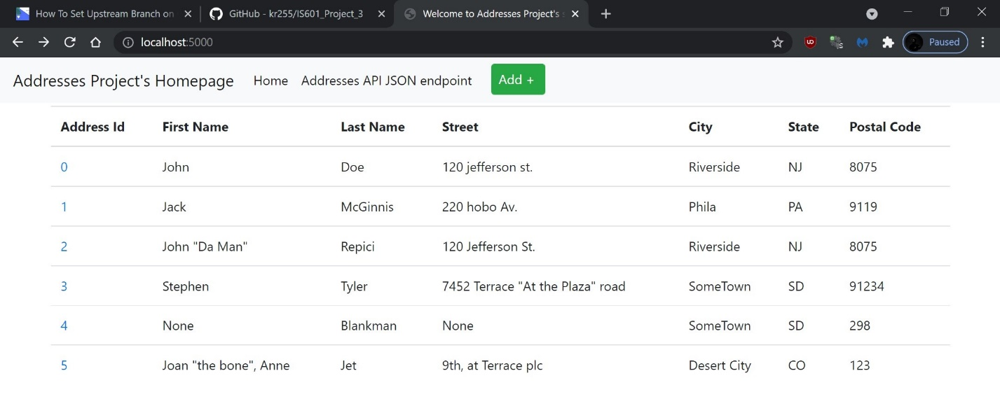 How To Set Upstream Branch on
GitHub - kr255/IS601_Project_3
Welcome to Addresses Project's
localhost:5000
Paused
Addresses Project's Homepage Home Addresses API JSON endpoint Add +
Address Id First Name Last Name Street City State Postal Code
0 John Doe 120 jefferson st. Riverside NJ 8075
1 Jack McGinnis 220 hobo Av. Phila PA 9119
2 John "Da Man" Repici 120 Jefferson St. Riverside NJ 8075
3 Stephen Tyler 7452 Terrace "At the Plaza" road SomeTown SD 91234
4 None Blankman None SomeTown SD 298
5 Joan "the bone", Anne Jet 9th, at Terrace plc Desert City CO 123